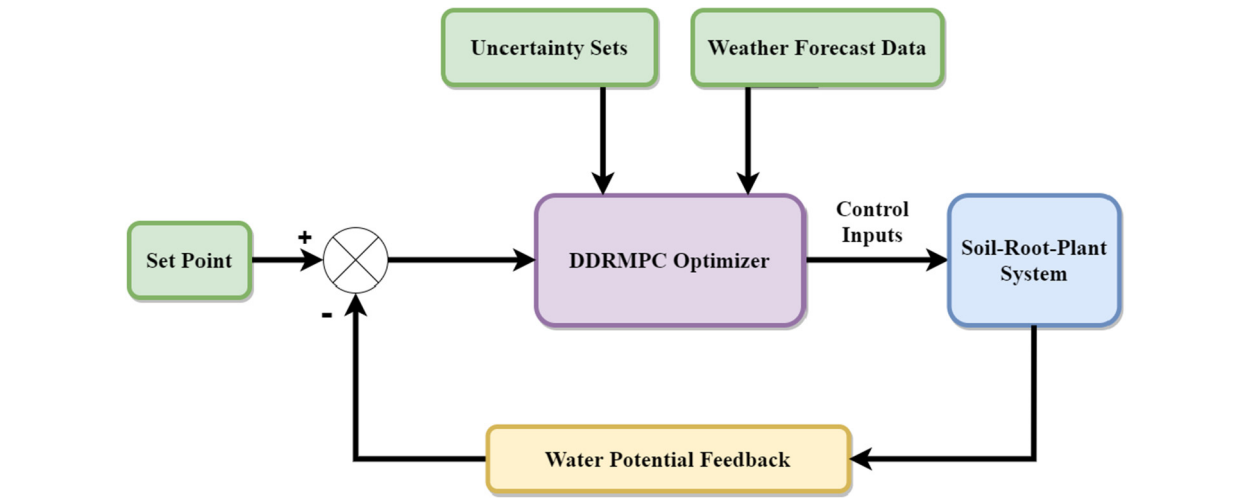 Uncertainty Sets
Weather Forecast Data
Control
Inputs
+
Set Point
DDRMPC Optimizer
Soil-Root-Plant
System
-
Water Potential Feedback